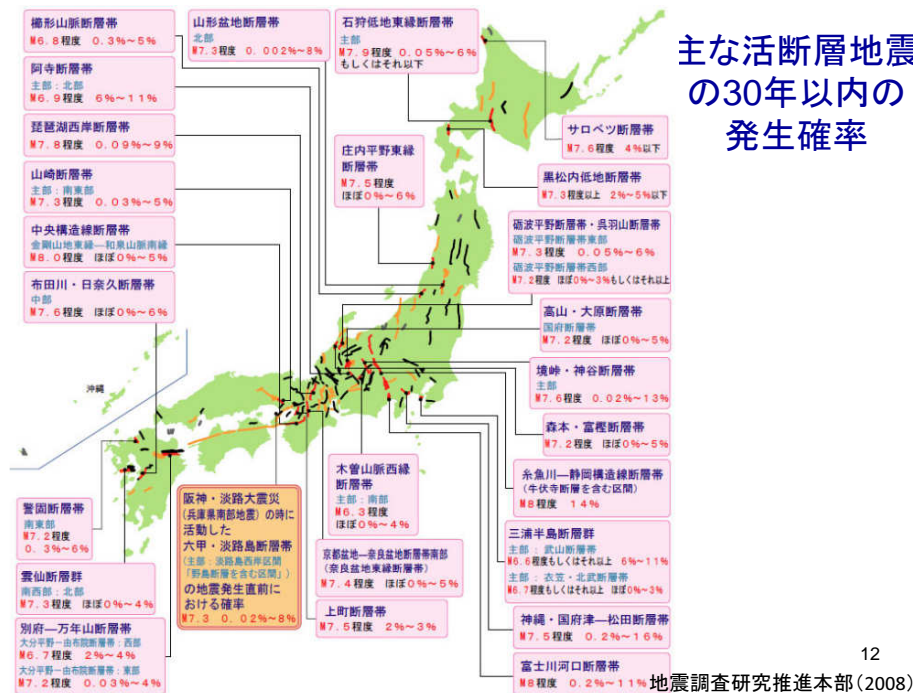 主な活断層地震
の30年以内の
発生確率
櫛形山脈断層帯
M6.8程度 0.3%～5%
山形盆地断層帯
北部
M7.3程度 0.002%～8%
石狩低地東縁断層帯
主部
M7.9程度 0.05%～6%
もしくはそれ以下
阿寺断層帯
主部：北部
M6.9程度 6%～11%
琵琶湖西岸断層帯
M7.8程度 0.09%～9%
山崎断層帯
主部：南東部
M7.3程度 0.03%～5%
中央構造線断層帯
金剛山地東縁―和泉山脈南縁
M8.0程度 ほぼ0%～5%
布田川・日奈久断層帯
中部
M7.6程度 ほぼ0%～6%
庄内平野東縁
断層帯
M7.5程度
ほぼ0%～6%
サロベツ断層帯
M7.6程度 4%以下
黒松内低地断層帯
M7.3程度以上 2%～5%以下
砺波平野断層帯・呉羽山断層帯
砺波平野断層帯東部
M7.3程度 0.05%～6%
砺波平野断層帯西部
M7.2程度 ほぼ0%～3%もしくはそれ以上
高山・大原断層帯
国府断層帯
M7.2程度 ほぼ0%～5%
境峠・神谷断層帯
主部
M7.6程度 0.02%～13%
森本・富樫断層帯
M7.2程度 ほぼ0%～5%
糸魚川―静岡構造線断層帯
(牛伏寺断層を含む区間)
M8程度 14%
三浦半島断層群
主部：武山断層帯
M6.6程度もしくはそれ以上 6%～11%
主部：衣笠・北武断層帯
M6.7程度もしくはそれ以上 ほぼ0%～3%
神縄・国府津―松田断層帯
M7.5程度 0.2%～16%
富士川河口断層帯
M8程度 0.2%～11%
沖縄
警固断層帯
南東部
M7.2程度
0.3%～6%
雲仙断層群
南西部：北部
M7.3程度 ほぼ0%～4%
別府―万年山断層帯
大分平野―由布院断層帯：西部
M6.7程度 2%～4%
大分平野―由布院断層帯：東部
M7.2程度 0.03%～4%
阪神・淡路大震災
(兵庫県南部地震)の時に
活動した
六甲・淡路島断層帯
(主部：淡路島西岸区間
「野島断層を含む区間」)
の地震発生直前に
おける確率
M7.3 0.02%～8%
木曽山脈西縁
断層帯
主部：南部
M6.3程度
ほぼ0%～4%
京都盆地―奈良盆地断層帯南部
(奈良盆地東縁断層帯)
M7.4程度 ほぼ0%～5%
上町断層帯
M7.5程度 2%～3%
12
地震調査研究推進本部(2008)